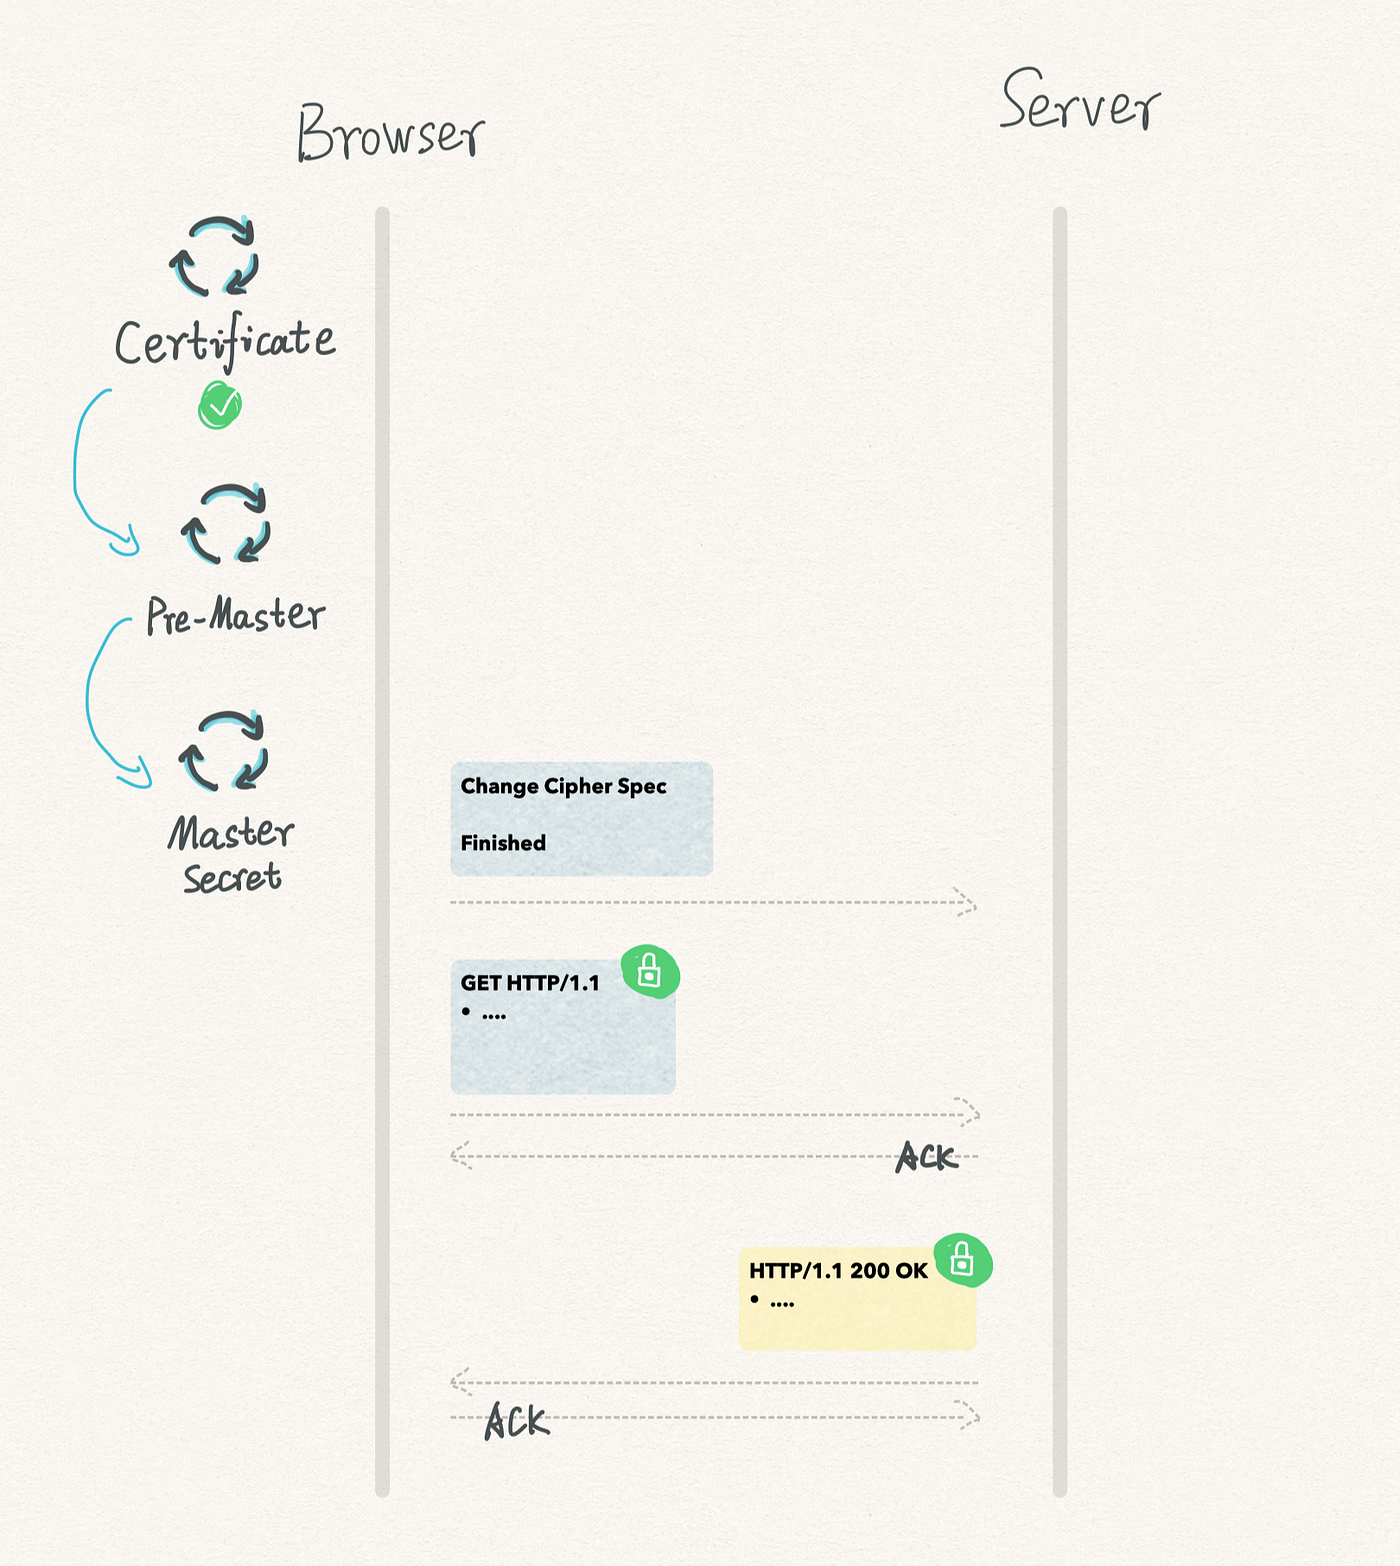 Browser
Server
Certificate
Pre-Master
Master
Secret
Change Cipher Spec
Finished
GET HTTP/1.1
• ....
ACK
HTTP/1.1 200 OK
• ....
ACK